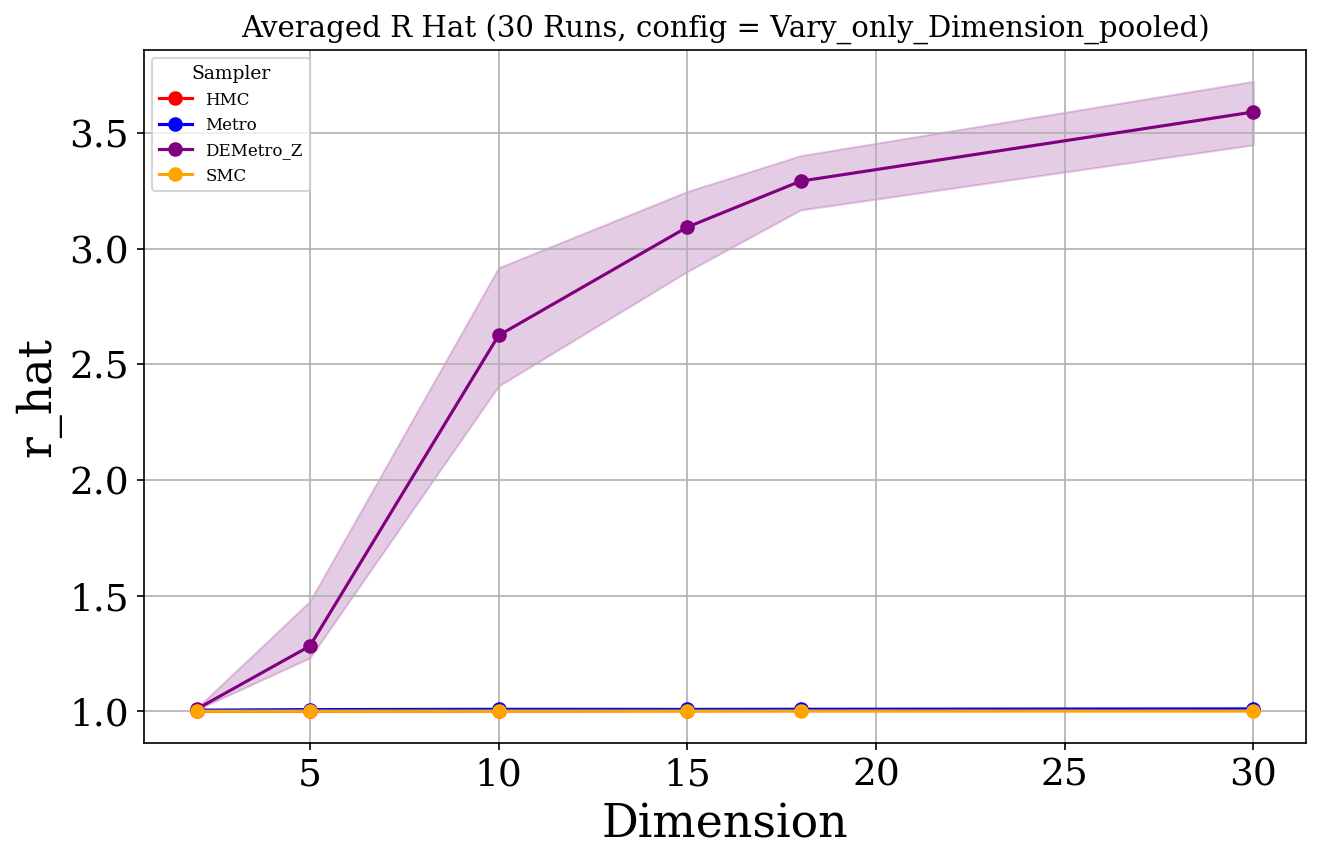 Averaged R Hat (30 Runs, config = Vary_only_Dimension_pooled)
Sampler
HMC
Metro
DEMetro_Z
SMC
r_hat
3.5
3.0
2.5
2.0
1.5
1.0
5 10 15 20 25 30
Dimension